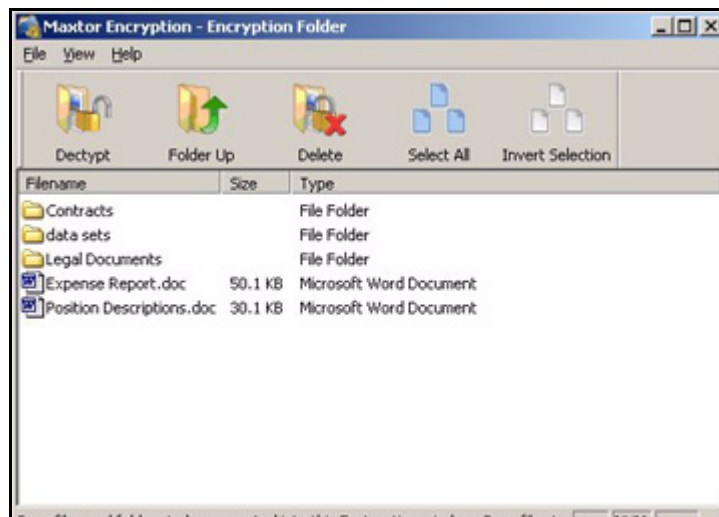 Maxtor Encryption - Encryption Folder
File View Help
Dectypt Folder Up Delete Select All Invert Selection
Filename Size Type
Contracts File Folder
data sets File Folder
Legal Documents File Folder
Expense Report.doc 50.1 KB Microsoft Word Document
Position Descriptions.doc 30.1 KB Microsoft Word Document